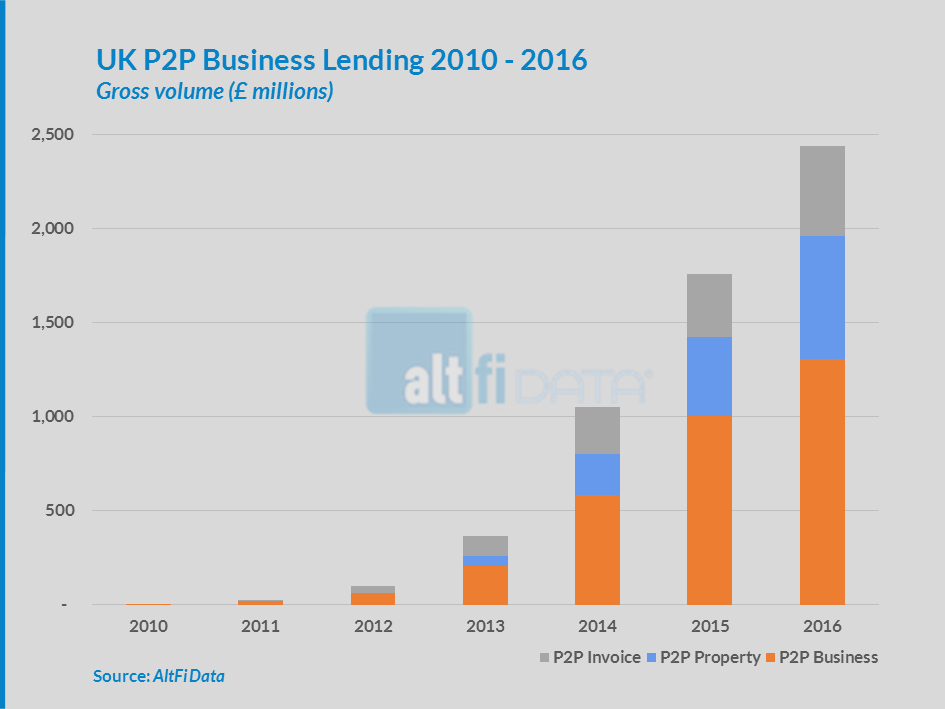 UK P2P Business Lending 2010 - 2016
Gross volume (£ millions)
2,500
2,000
1,500
1,000
500
-
altfi DATA
2010 2011 2012 2013 2014 2015 2016
P2P Invoice P2P Property P2P Business
Source: AltFi Data